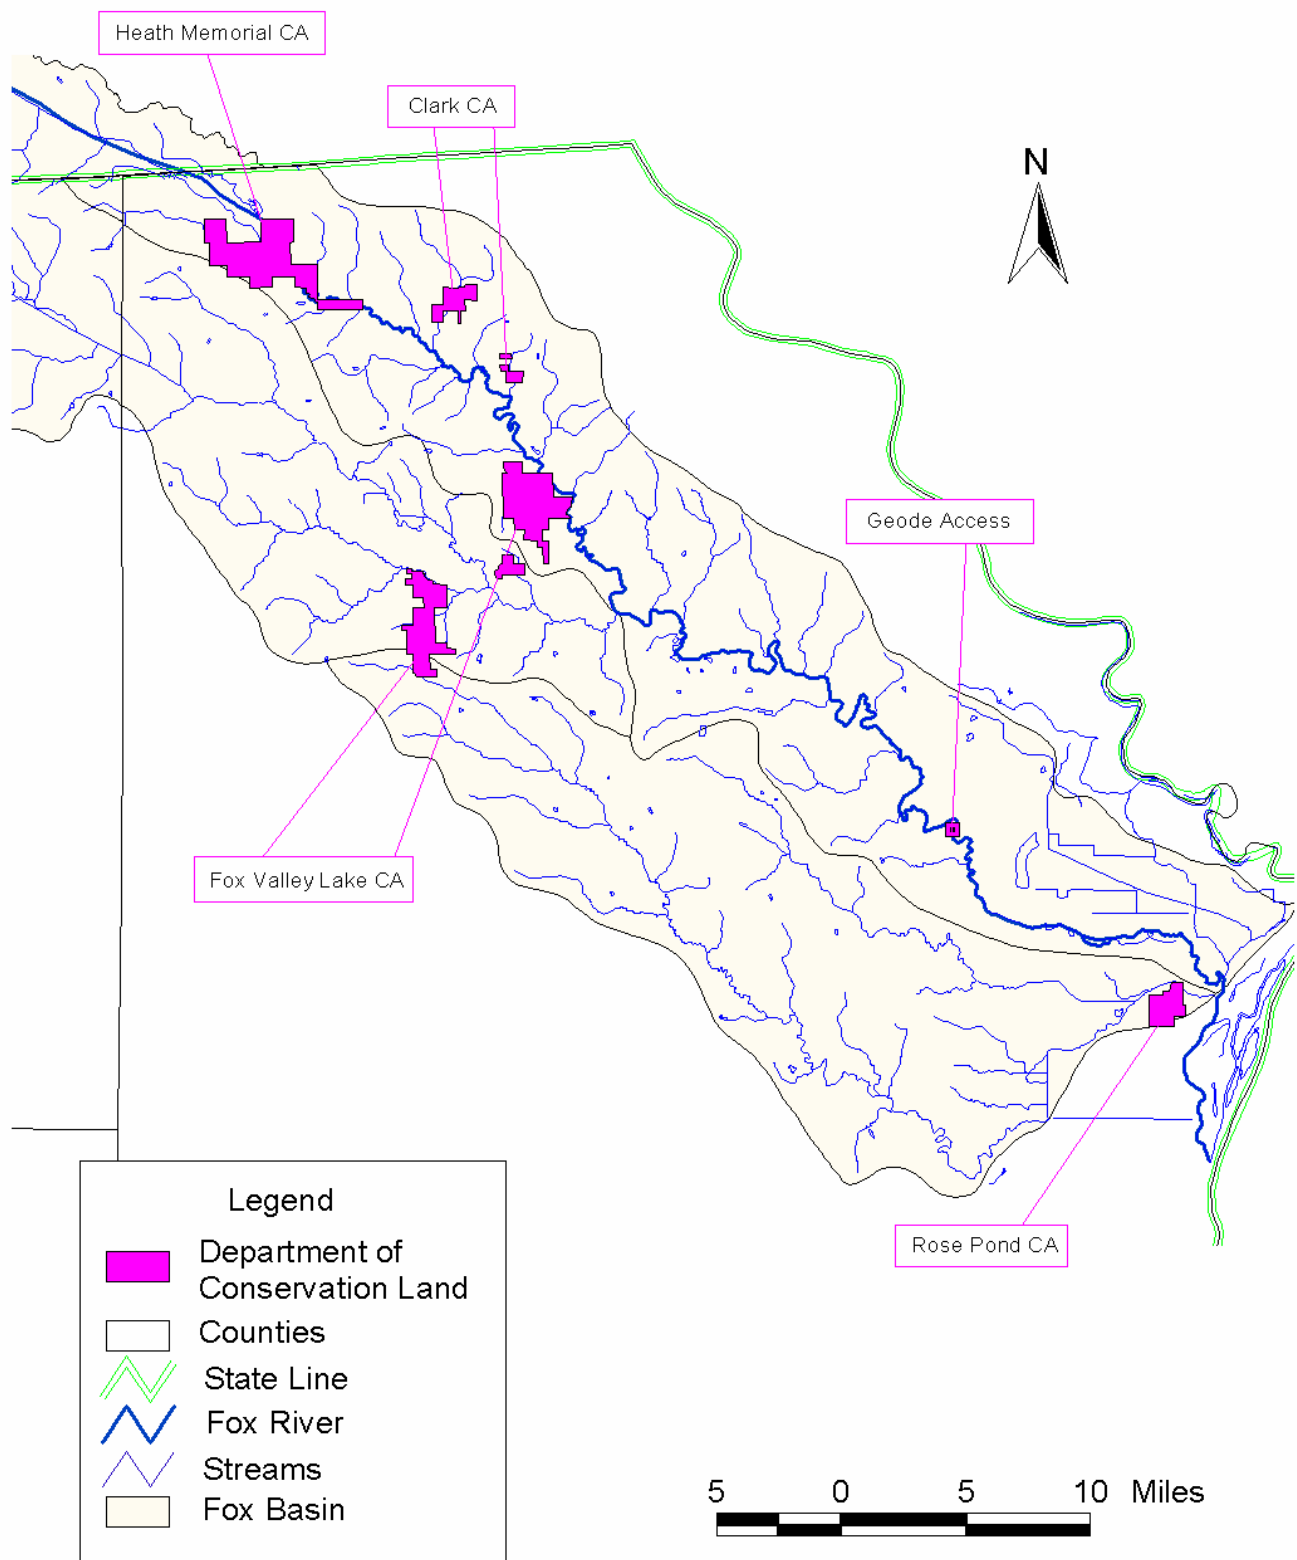 Heath Memorial CA
Clark CA
N
Geode Access
Fox Valley Lake CA
Rose Pond CA
Legend
Department of
Conservation Land
Counties
State Line
Fox River
Streams
Fox Basin
5 0 5 10 Miles